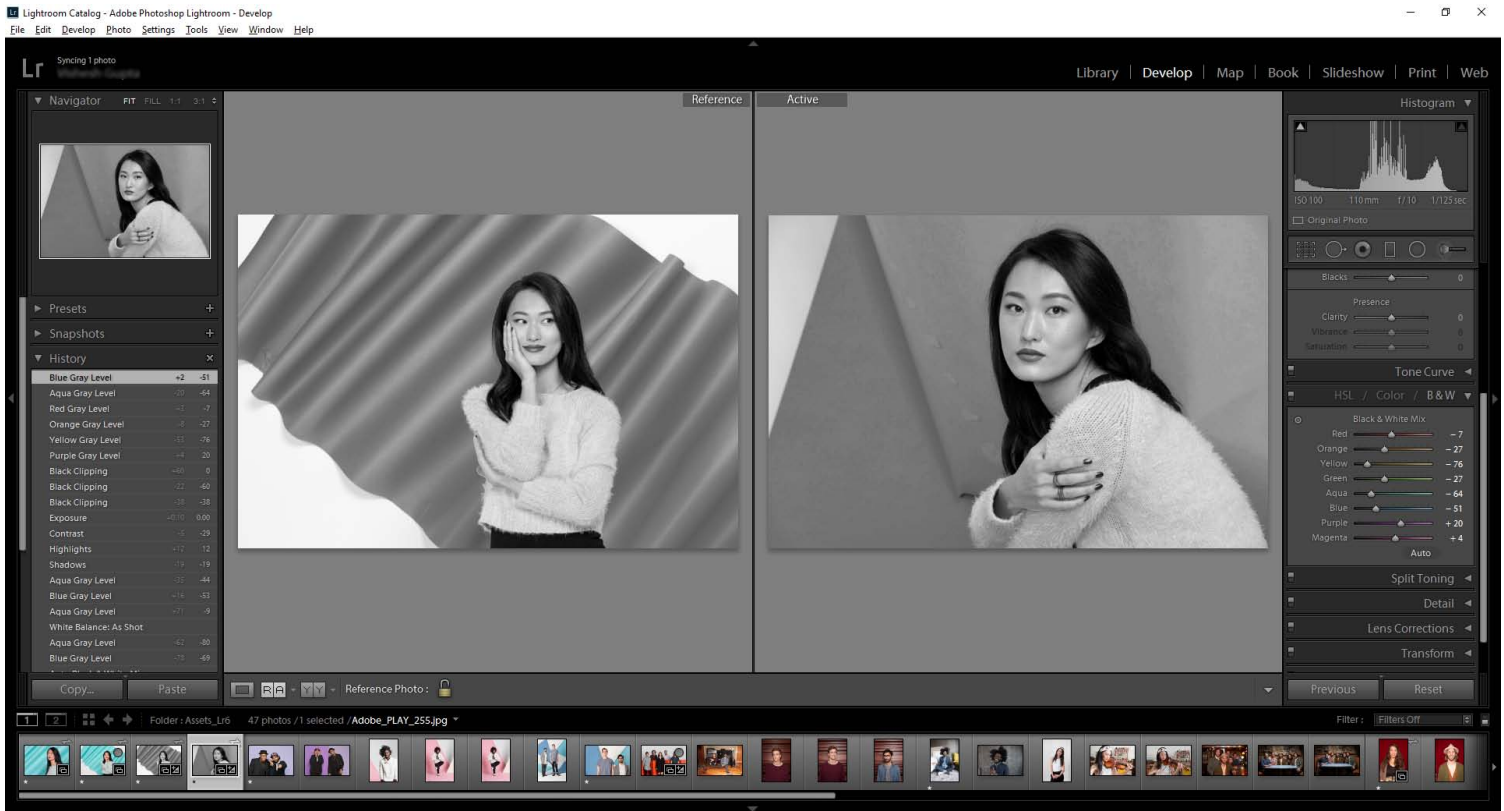 Lightroom Catalog - Adobe Photoshop Lightroom - Develop
File Edit Develop Photo Settings Tools View Window Help
Lr Syncing 1 photo
Library | Develop | Map | Book | Slideshow | Print | Web
Navigator FIT FILL 1:1 3:1
Presets
Snapshots
History
Blue Gray Level +2 -51
Aqua Gray Level -64
Red Gray Level -7
Orange Gray Level -27
Yellow Gray Level -76
Purple Gray Level 20
Black Clipping 0
Black Clipping -60
Black Clipping -38
Exposure 0.00
Contrast -29
Highlights 12
Shadows -19
Aqua Gray Level -44
Blue Gray Level -53
Aqua Gray Level -9
White Balance: As Shot
Aqua Gray Level -80
Blue Gray Level -69
Copy... Paste
Reference Active
RA YY Reference Photo :
Histogram
ISO 100 110 mm f / 10 1/125 sec
Original Photo
Blacks 0
Presence
Clarity 0
Vibrance 0
Saturation 0
Tone Curve
HSL / Color / B & W
Black & White Mix
Red - 7
Orange - 27
Yellow - 76
Green - 27
Aqua - 64
Blue - 51
Purple + 20
Magenta + 4
Auto
Split Toning
Detail
Lens Corrections
Transform
Previous Reset
1 2 Folder : Assets_Lr6 47 photos / 1 selected / Adobe_PLAY_255.jpg
Filter : Filters Off